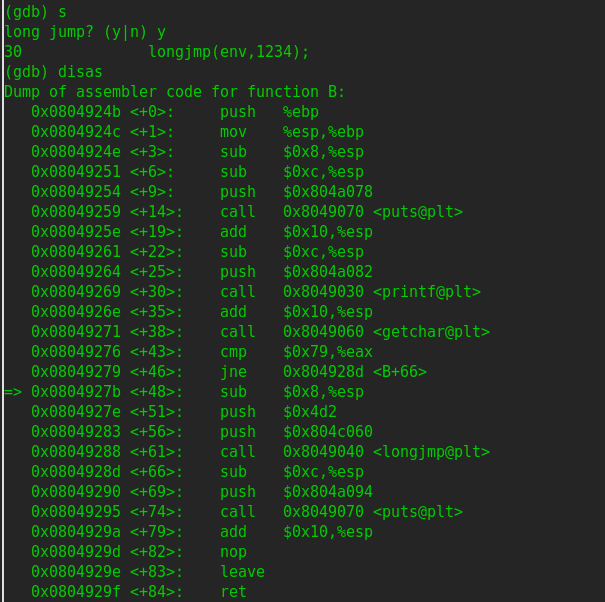 (gdb) s
long jump? (y|n) y
30              longjmp(env,1234);
(gdb) disas
Dump of assembler code for function B:
   0x0804924b <+0>:     push   %ebp
   0x0804924c <+1>:     mov    %esp,%ebp
   0x0804924e <+3>:     sub    $0x8,%esp
   0x08049251 <+6>:     sub    $0xc,%esp
   0x08049254 <+9>:     push   $0x804a078
   0x08049259 <+14>:    call   0x8049070 <puts@plt>
   0x0804925e <+19>:    add    $0x10,%esp
   0x08049261 <+22>:    sub    $0xc,%esp
   0x08049264 <+25>:    push   $0x804a082
   0x08049269 <+30>:    call   0x8049030 <printf@plt>
   0x0804926e <+35>:    add    $0x10,%esp
   0x08049271 <+38>:    call   0x8049060 <getchar@plt>
   0x08049276 <+43>:    cmp    $0x79,%eax
   0x08049279 <+46>:    jne    0x804928d <B+66>
=> 0x0804927b <+48>:    sub    $0x8,%esp
   0x0804927e <+51>:    push   $0x4d2
   0x08049283 <+56>:    push   $0x804c060
   0x08049288 <+61>:    call   0x8049040 <longjmp@plt>
   0x0804928d <+66>:    sub    $0xc,%esp
   0x08049290 <+69>:    push   $0x804a094
   0x08049295 <+74>:    call   0x8049070 <puts@plt>
   0x0804929a <+79>:    add    $0x10,%esp
   0x0804929d <+82>:    nop
   0x0804929e <+83>:    leave
   0x0804929f <+84>:    ret